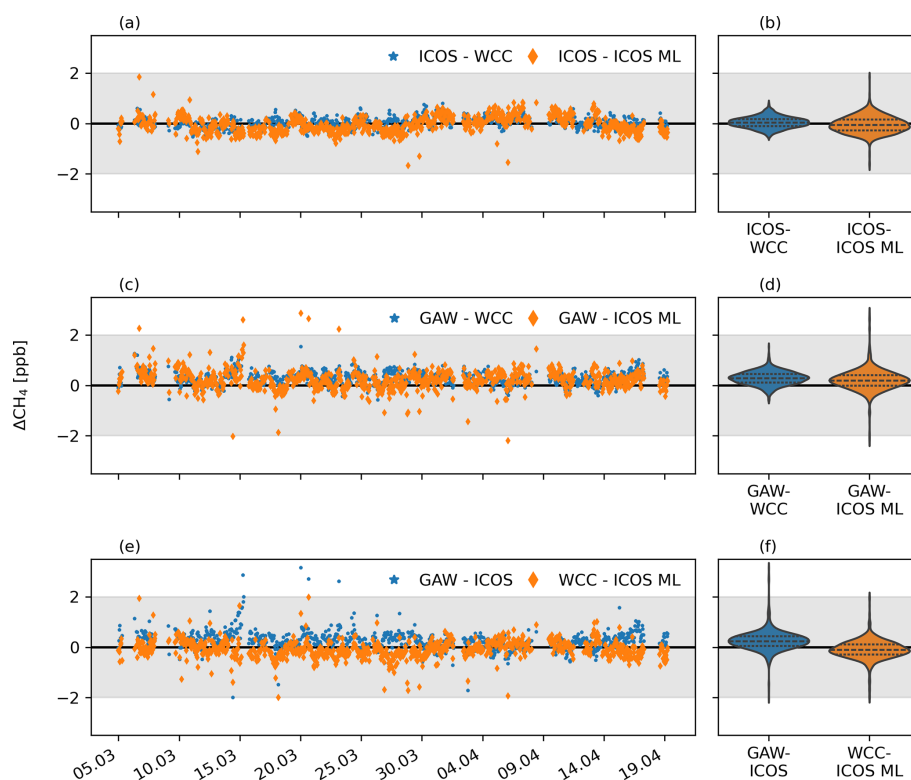 (a)
(b)
ICOS - WCC
ICOS - ICOS ML
2
0
−2
ICOS-
WCC
ICOS-
ICOS ML
(c)
(d)
GAW - WCC
GAW - ICOS ML
2
0
−2
ΔCH₄ [ppb]
GAW-
WCC
GAW-
ICOS ML
(e)
(f)
GAW - ICOS
WCC - ICOS ML
2
0
−2
05.03
10.03
15.03
20.03
25.03
30.03
04.04
09.04
14.04
19.04
GAW-
ICOS
WCC-
ICOS ML